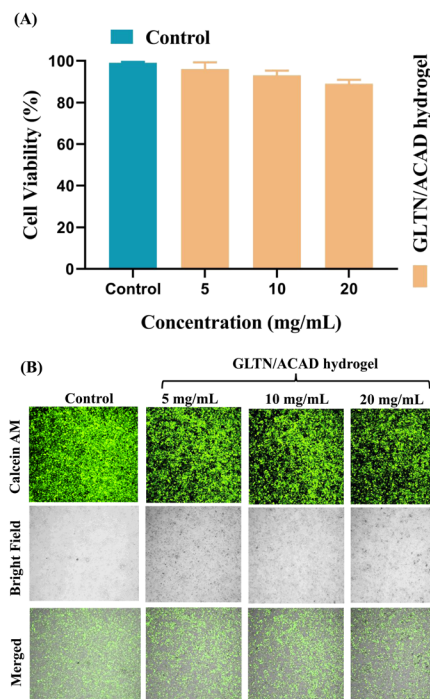 (A)
Control
Cell Viability (%)
100
80
60
40
20
0
Control
5
10
20
Concentration (mg/mL)
GLTN/ACAD hydrogel
(B)
GLTN/ACAD hydrogel
Control
5 mg/mL
10 mg/mL
20 mg/mL
Calcein AM
Bright Field
Merged